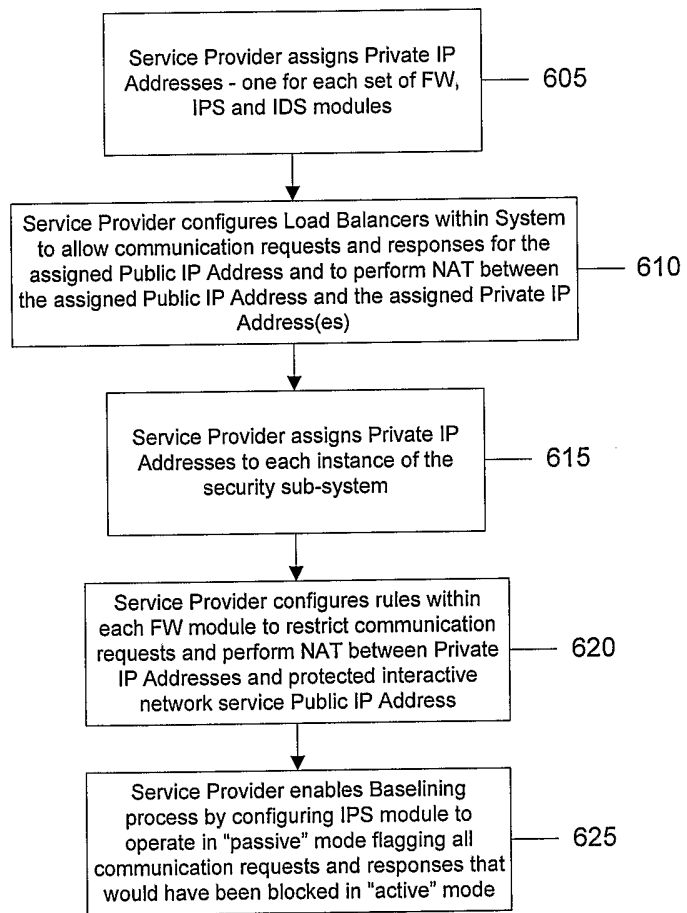 Service Provider assigns Private IP
Addresses - one for each set of FW,
IPS and IDS modules
605
Service Provider configures Load Balancers within System
to allow communication requests and responses for the
assigned Public IP Address and to perform NAT between
the assigned Public IP Address and the assigned Private IP
Address(es)
610
Service Provider assigns Private IP
Addresses to each instance of the
security sub-system
615
Service Provider configures rules within
each FW module to restrict communication
requests and perform NAT between Private
IP Addresses and protected interactive
network service Public IP Address
620
Service Provider enables Baselining
process by configuring IPS module to
operate in "passive" mode flagging all
communication requests and responses that
would have been blocked in "active" mode
625